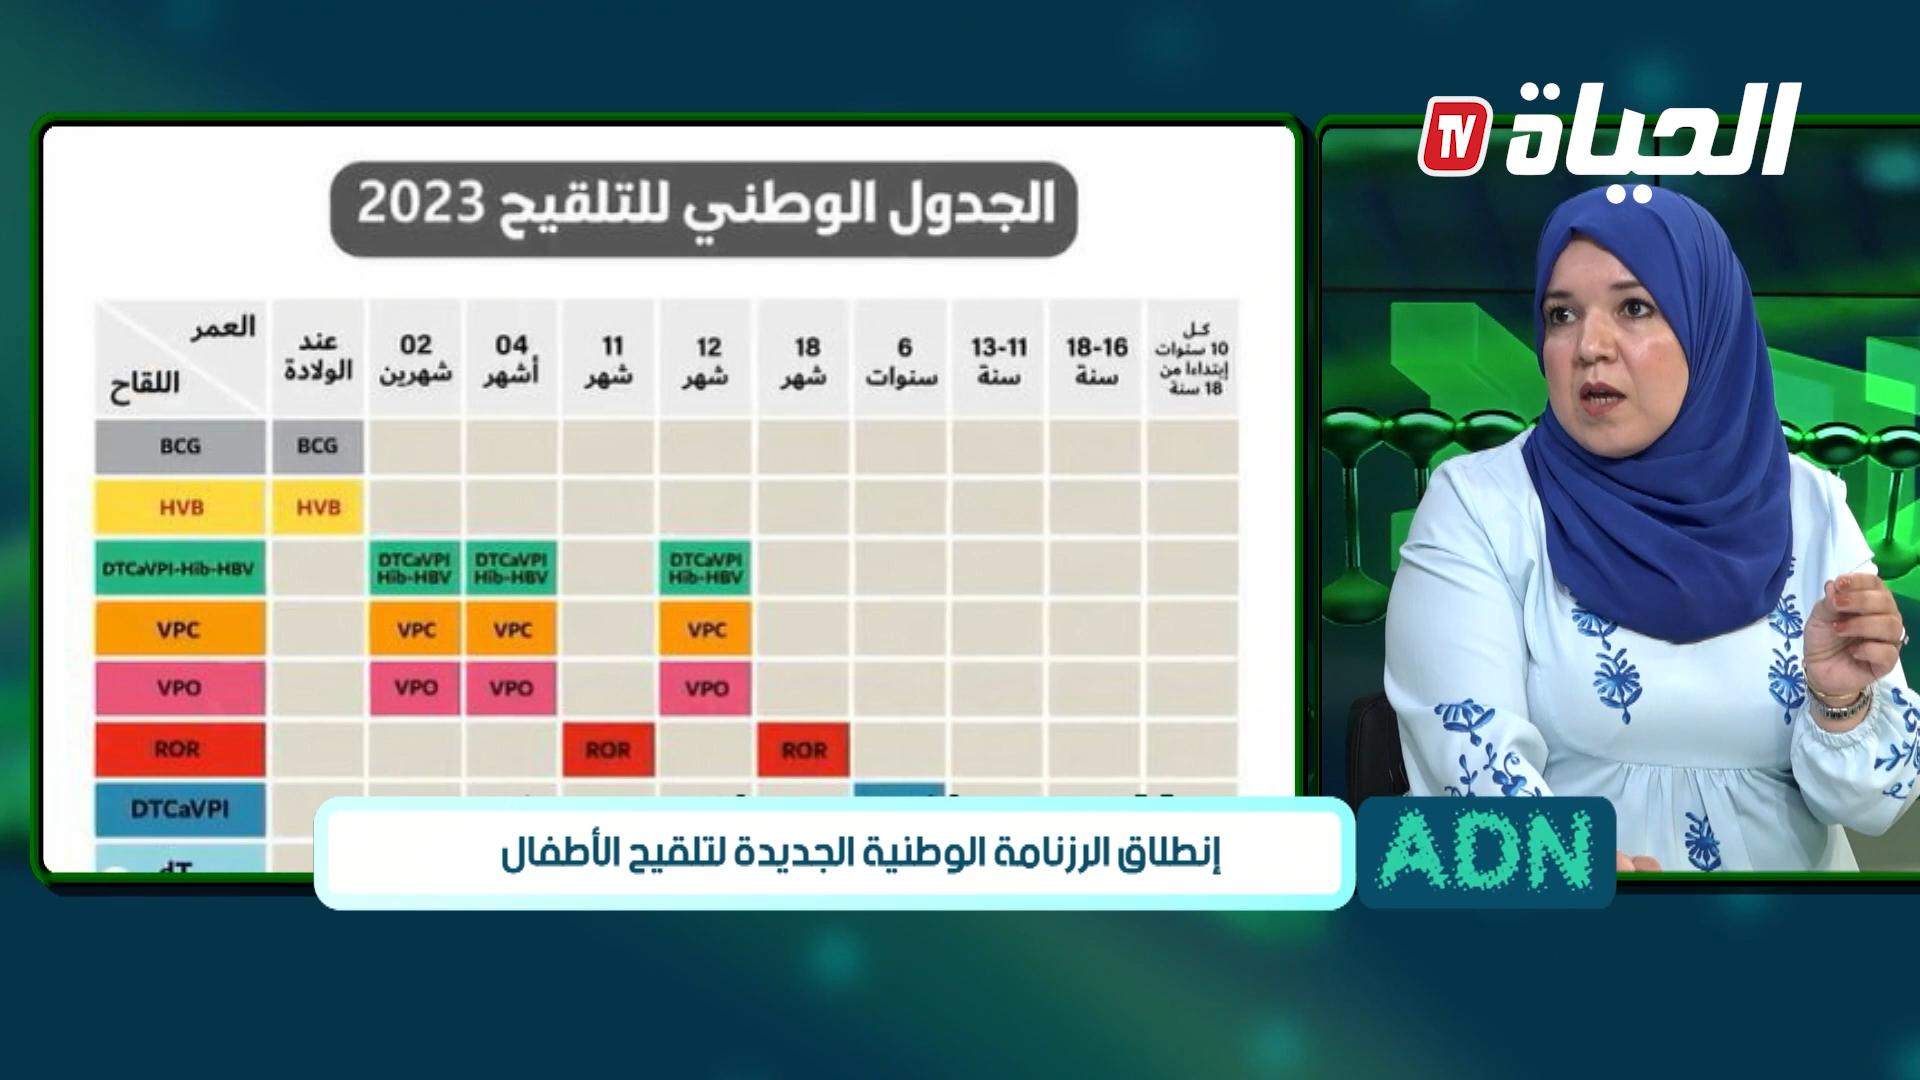 الحياة TV
الجدول الوطني للتلقيح 2023
العمر
اللقاح
عند
الولادة
02
شهرين
04
أشهر
11
شهر
12
شهر
18
شهر
6
سنوات
13-11
سنة
18-16
سنة
كل
10 سنوات
إبتداءا من
18 سنة
BCG BCG
HVB HVB
DTCaVPI-Hib-HBV
DTCaVPI
Hib-HBV
DTCaVPI
Hib-HBV
DTCaVPI
Hib-HBV
VPC VPC VPC VPC
VPO VPO VPO VPO
ROR ROR ROR
DTCaVPI
dT
إنطلاق الرزنامة الوطنية الجديدة لتلقيح الأطفال
ADN